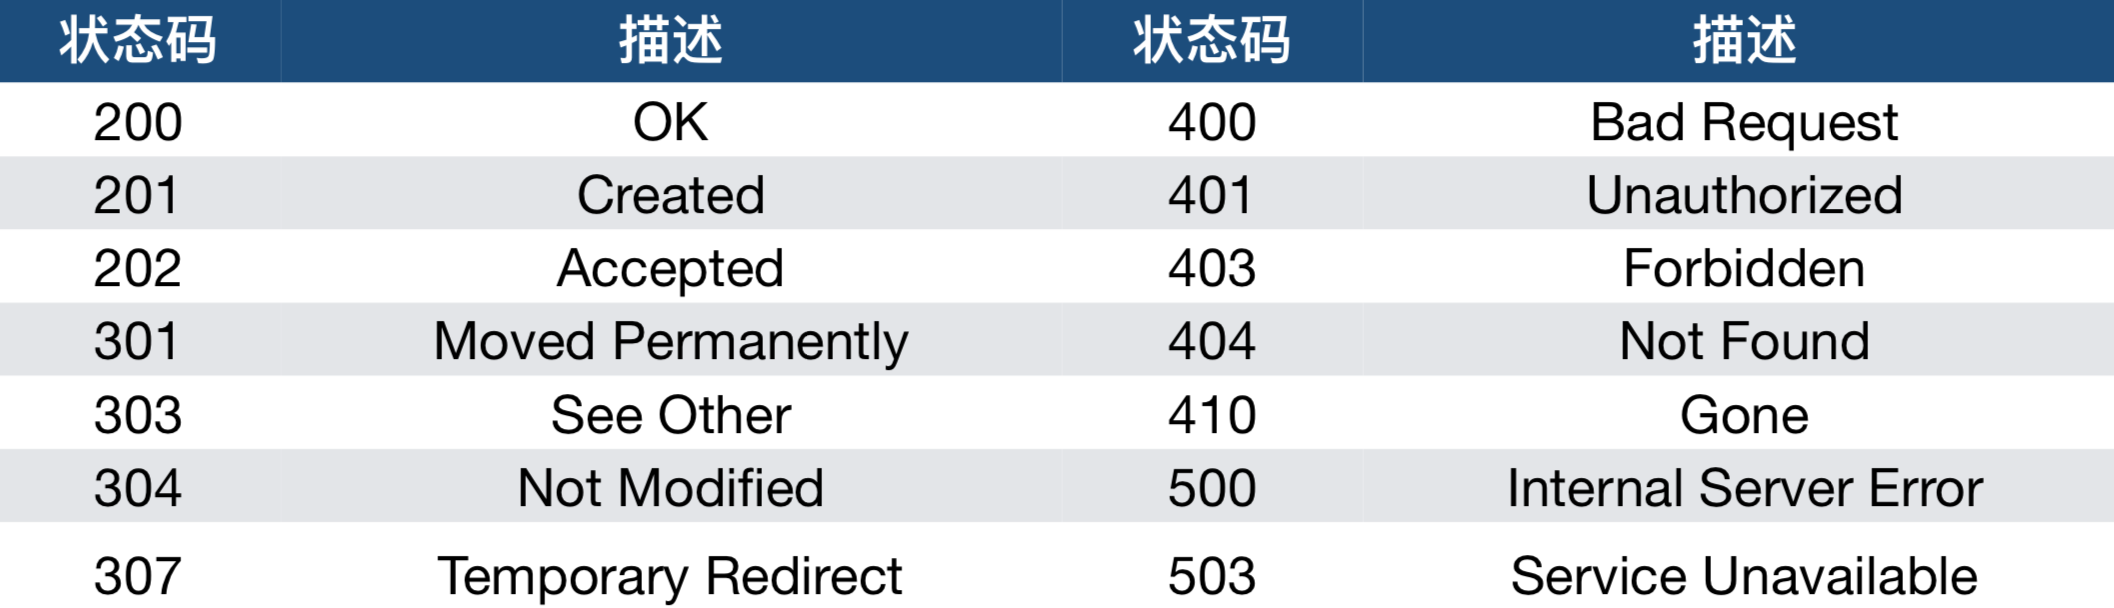 状态码 描述 状态码 描述
200 OK 400 Bad Request
201 Created 401 Unauthorized
202 Accepted 403 Forbidden
301 Moved Permanently 404 Not Found
303 See Other 410 Gone
304 Not Modified 500 Internal Server Error
307 Temporary Redirect 503 Service Unavailable